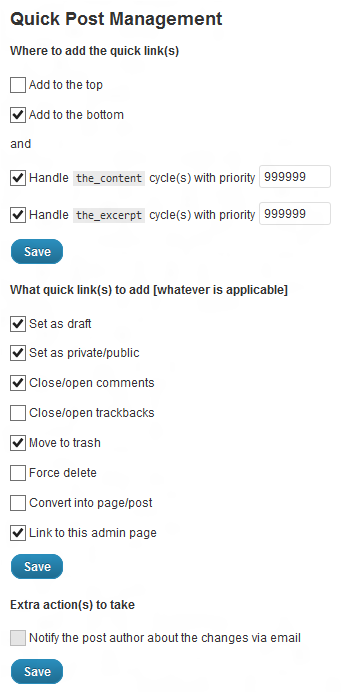 Quick Post Management
Where to add the quick link(s)
Add to the top
Add to the bottom
and
Handle the_content cycle(s) with priority 999999
Handle the_excerpt cycle(s) with priority 999999
Save
What quick link(s) to add [whatever is applicable]
Set as draft
Set as private/public
Close/open comments
Close/open trackbacks
Move to trash
Force delete
Convert into page/post
Link to this admin page
Save
Extra action(s) to take
Notify the post author about the changes via email
Save